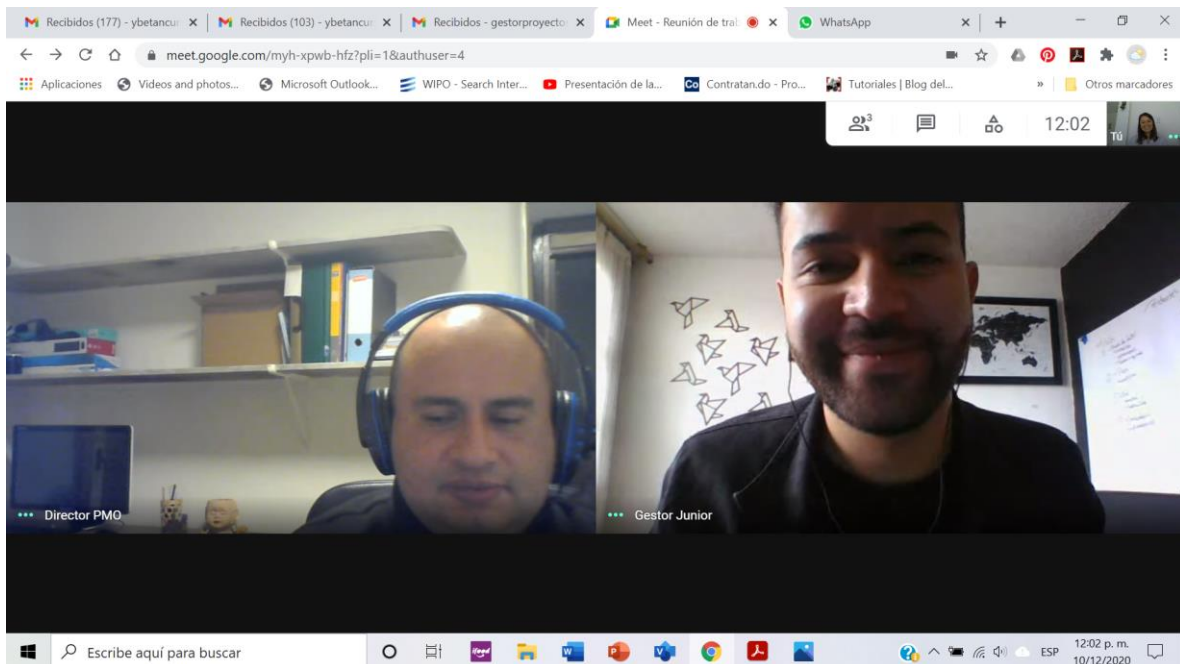 Recibidos (177) - ybetancur
Recibidos (103) - ybetancur
Recibidos - gestorproyecto
Meet - Reunión de tra
WhatsApp
meet.google.com/myh-xpwb-hfz?pli=1&authuser=4
Aplicaciones
Videos and photos...
Microsoft Outlook...
WIPO - Search Inter...
Presentación de la...
Co
Contratan.do - Pro...
Tutoriales | Blog del...
»
Otros marcadores
3
12:02
Tú
Director PMO
Gestor Junior
Escribe aquí para buscar
ESP
12:02 p. m.
10/12/2020